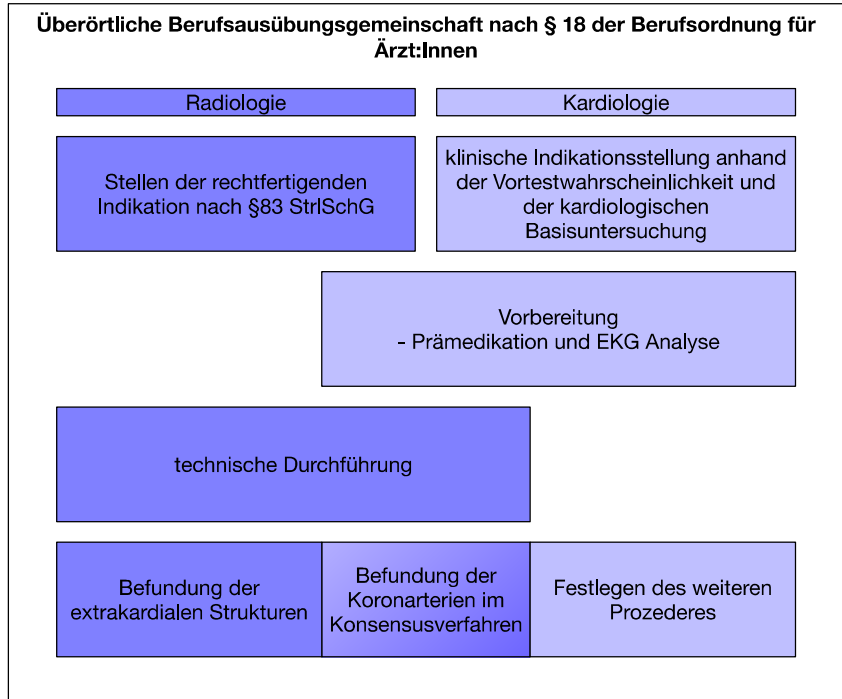 Überörtliche Berufsausübungsgemeinschaft nach § 18 der Berufsordnung für
Ärzt:Innen
Radiologie
Kardiologie
Stellen der rechtfertigenden
Indikation nach §83 StrlSchG
klinische Indikationsstellung anhand
der Vortestwahrscheinlichkeit und
der kardiologischen
Basisuntersuchung
Vorbereitung
- Prämedikation und EKG Analyse
technische Durchführung
Befundung der
extrakardialen Strukturen
Befundung der
Koronarterien im
Konsensusverfahren
Festlegen des weiteren
Prozederes